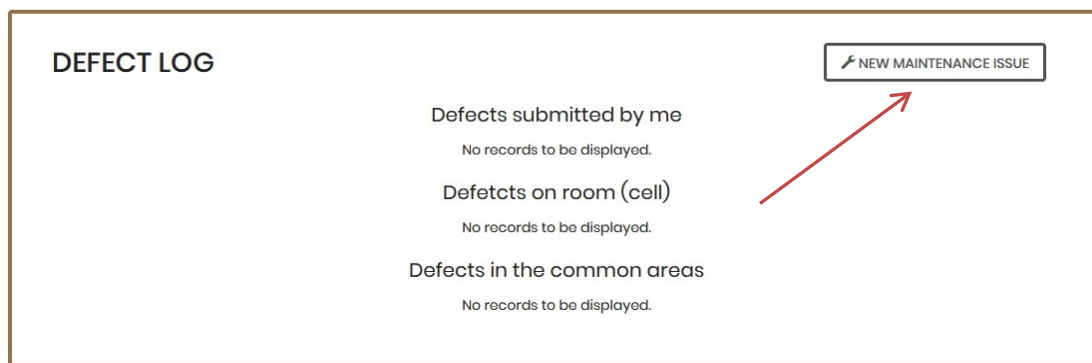 DEFECT LOG
NEW MAINTENANCE ISSUE
Defects submitted by me
No records to be displayed.
Defetcts on room (cell)
No records to be displayed.
Defects in the common areas
No records to be displayed.